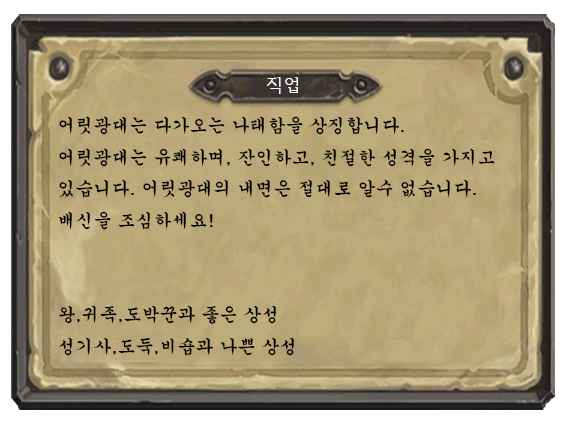 직업
어릿광대는 다가오는 나태함을 상징합니다.
어릿광대는 유쾌하며, 잔인하고, 친절한 성격을 가지고
있습니다. 어릿광대의 내면은 절대로 알수 없습니다.
배신을 조심하세요!
왕,귀족,도박꾼과 좋은 상성
성기사,도둑,비숍과 나쁜 상성